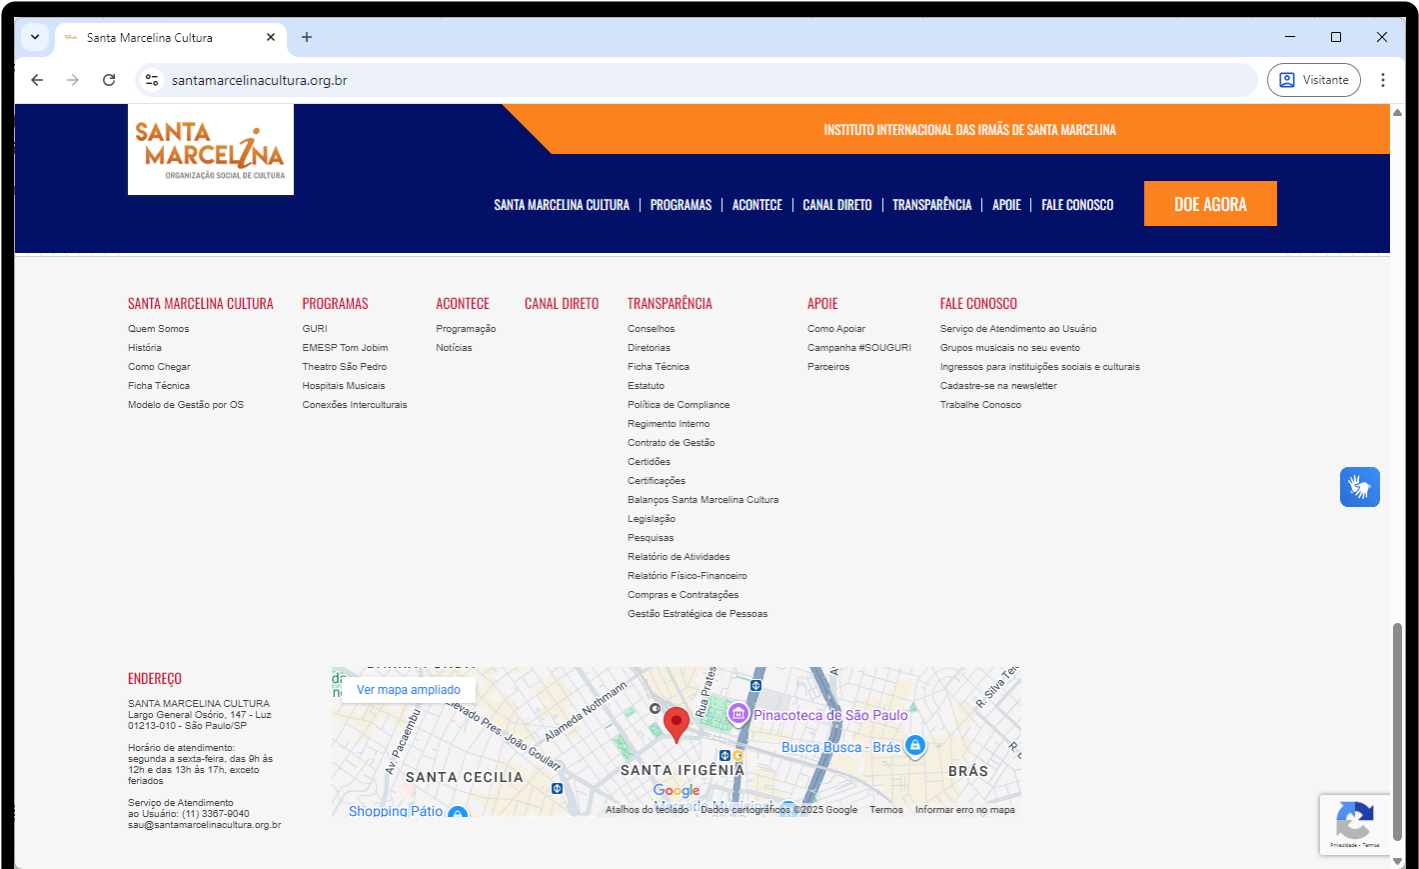 Santa Marcelina Cultura
santamarcelinacultura.org.br
Visitante
SANTA
MARCELINA
ORGANIZAÇÃO SOCIAL DE CULTURA
INSTITUTO INTERNACIONAL DAS IRMÃS DE SANTA MARCELINA
SANTA MARCELINA CULTURA | PROGRAMAS | ACONTECE | CANAL DIRETO | TRANSPARÊNCIA | APOIE | FALE CONOSCO
DOE AGORA
SANTA MARCELINA CULTURA
Quem Somos
História
Como Chegar
Ficha Técnica
Modelo de Gestão por OS
PROGRAMAS
GURI
EMESP Tom Jobim
Theatro São Pedro
Hospitais Musicais
Conexões Interculturais
ACONTECE
Programação
Notícias
CANAL DIRETO
TRANSPARÊNCIA
Conselhos
Diretorias
Ficha Técnica
Estatuto
Política de Compliance
Regimento Interno
Contrato de Gestão
Certidões
Certificações
Balanços Santa Marcelina Cultura
Legislação
Pesquisas
Relatório de Atividades
Relatório Físico-Financeiro
Compras e Contratações
Gestão Estratégica de Pessoas
APOIE
Como Apoiar
Campanha #SOUGURI
Parceiros
FALE CONOSCO
Serviço de Atendimento ao Usuário
Grupos musicais no seu evento
Ingressos para instituições sociais e culturais
Cadastre-se na newsletter
Trabalhe Conosco
ENDEREÇO
SANTA MARCELINA CULTURA
Largo General Osório, 147 - Luz
01213-010 - São Paulo/SP
Horário de atendimento:
segunda a sexta-feira, das 9h às
12h e das 13h às 17h, exceto
feriados
Serviço de Atendimento
ao Usuário: (11) 3367-9040
sau@santamarcelinacultura.org.br
Ver mapa ampliado
Av. Pacaembu
Elevado Pres. João Goulart
Alameda Nothmann
Rua Prates
R. Silva Te
Pinacoteca de São Paulo
Busca Busca - Brás
SANTA CECILIA
SANTA IFIGÊNIA
BRÁS
Shopping Pátio
Google
Atalhos do teclado
Dados cartográficos ©2025 Google
Termos
Informar erro no mapa
Privacidade - Termos